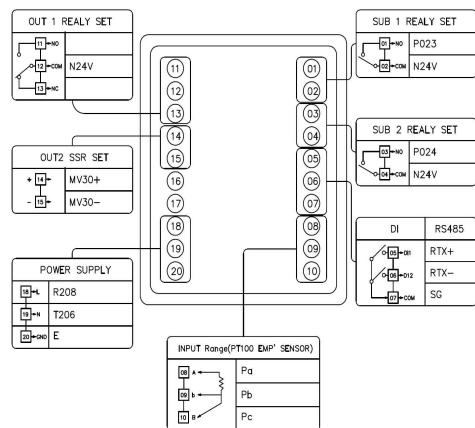 OUT 1 REALY SET
11 NO
12 COM N24V
13 NC
OUT2 SSR SET
+ 14 MV30+
- 15 MV30-
POWER SUPPLY
18 L R208
19 N T206
20 GND E
11
12
13
14
15
16
17
18
19
20
01
02
03
04
05
06
07
08
09
10
SUB 1 REALY SET
01 NO P023
02 COM N24V
SUB 2 REALY SET
03 NO P024
04 COM N24V
DI RS485
05 DI1 RTX+
06 D12 RTX-
07 COM SG
INPUT Range(PT100 EMP' SENSOR)
08 A Pa
09 b Pb
10 B Pc